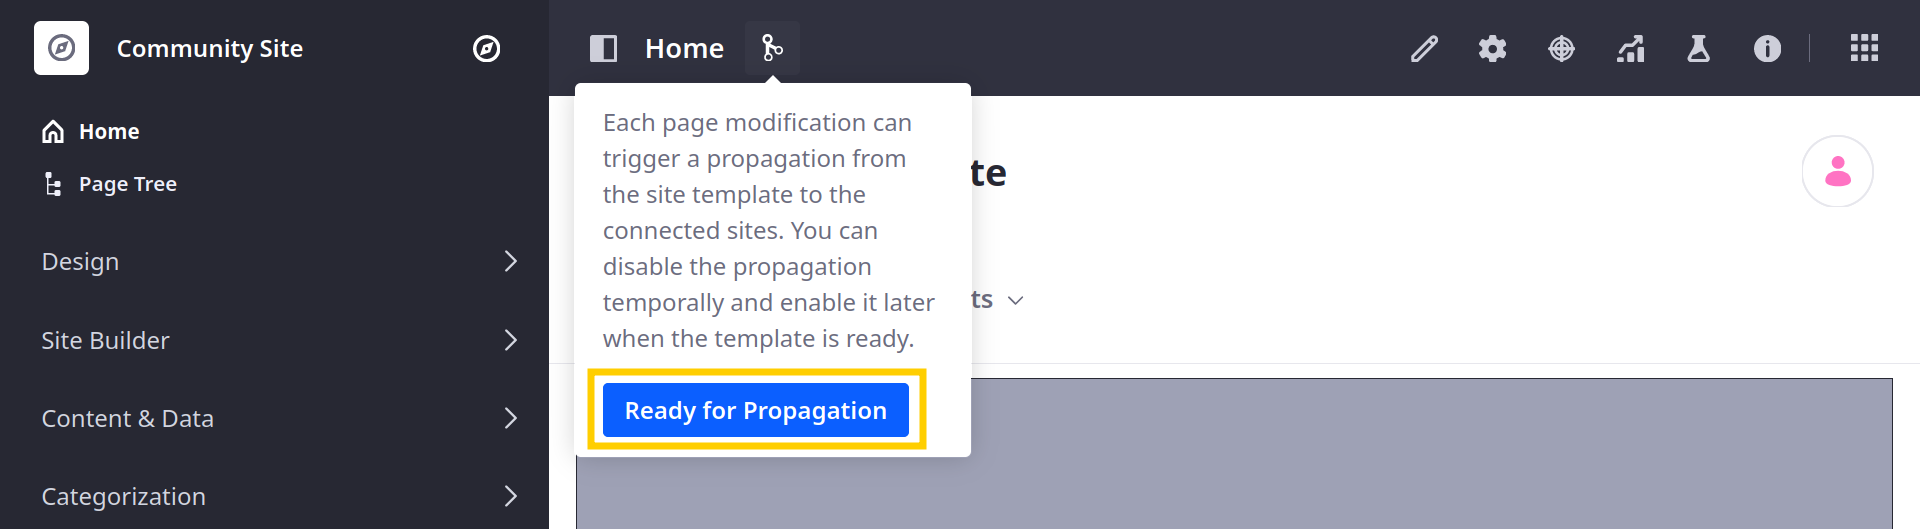 Community Site
Home
Home
Page Tree
Design
Site Builder
Content & Data
Categorization
Each page modification can
trigger a propagation from
the site template to the
connected sites. You can
disable the propagation
temporally and enable it later
when the template is ready.
Ready for Propagation
te
ts